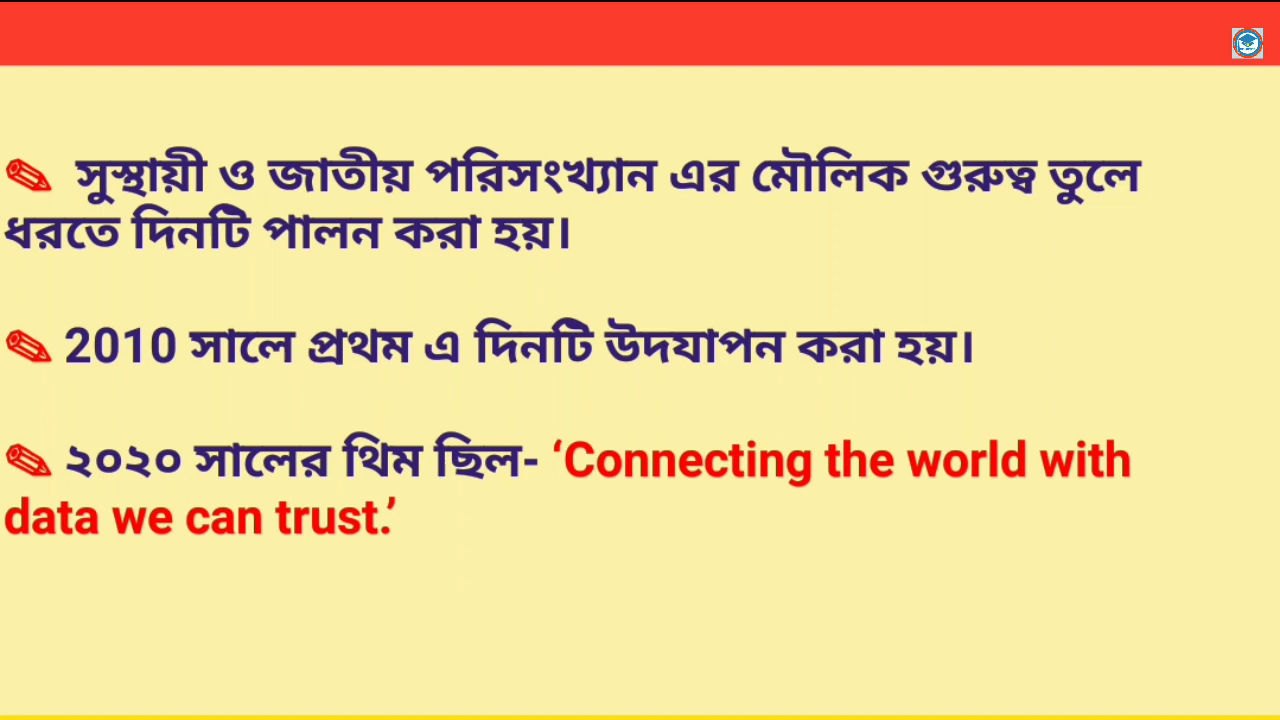 ✎ সুস্থায়ী ও জাতীয় পরিসংখ্যান এর মৌলিক গুরুত্ব তুলে
ধরতে দিনটি পালন করা হয়।
✎ 2010 সালে প্রথম এ দিনটি উদযাপন করা হয়।
✎ ২০২০ সালের থিম ছিল- ‘Connecting the world with
data we can trust.’